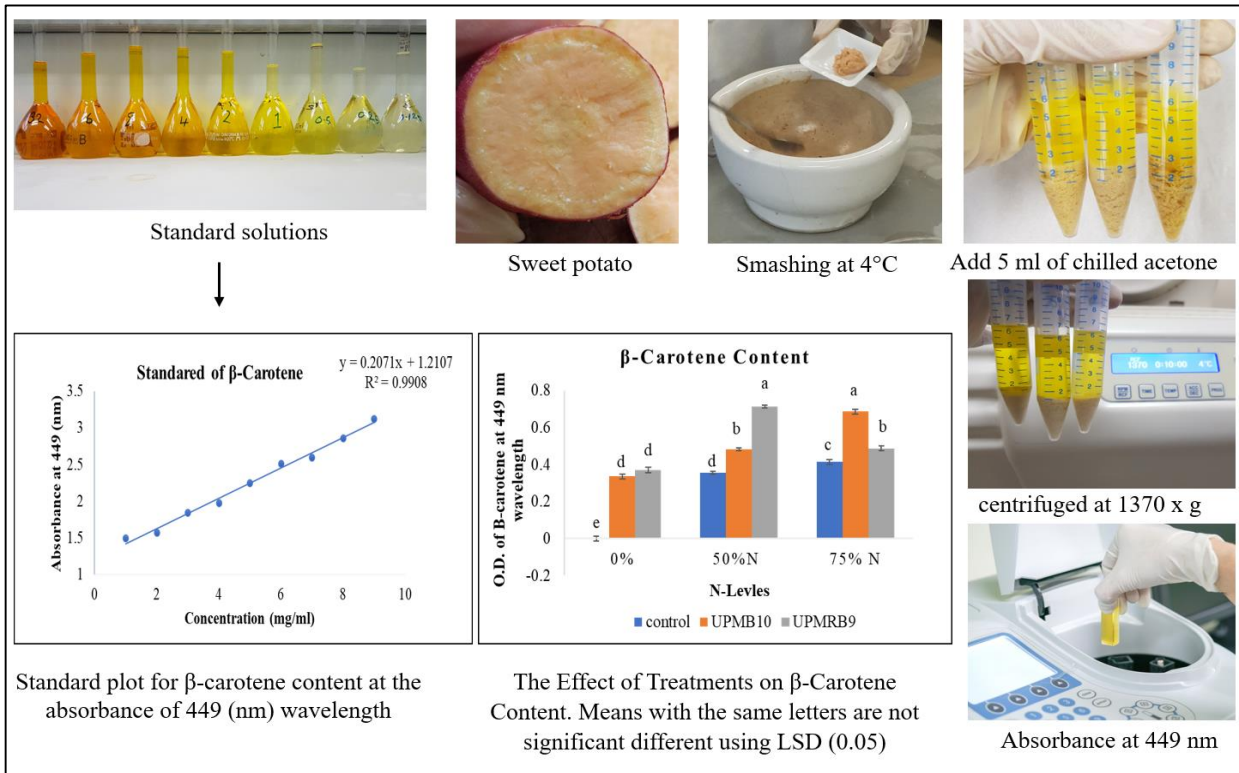 Standard solutions
Sweet potato
Smashing at 4°C
Add 5 ml of chilled acetone
Standared of β-Carotene
y = 0.2071x + 1.2107
R² = 0.9908
Absorbance at 449 (nm)
3.5
3
2.5
2
1.5
1
0 2 4 6 8 10
Concentration (mg/ml)
Standard plot for β-carotene content at the
absorbance of 449 (nm) wavelength
β-Carotene Content
O.D. of B-carotene at 449 nm
wavelength
0.8
0.6
0.4
0.2
0
-0.2
e d d
d b a
c a b
0% 50%N 75% N
N-Levles
control UPMB10 UPMRB9
The Effect of Treatments on β-Carotene
Content. Means with the same letters are not
significant different using LSD (0.05)
1370 0:10:00 4°C
centrifuged at 1370 x g
Absorbance at 449 nm